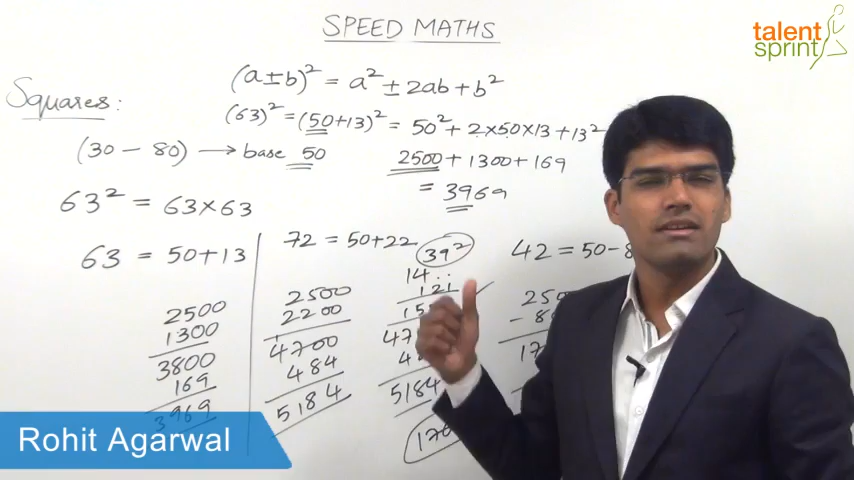 SPEED MATHS
talent
sprint
Squares:
(a±b)² = a² ± 2ab + b²
(63)² = (50+13)² = 50² + 2×50×13 + 13²
(30 - 80) → base 50
2500 + 1300 + 169
= 3969
63² = 63×63
63 = 50+13
2500
1300
3800
169
3969
72 = 50+22
2500
2200
4700
484
5184
39²
14..
121
5184
42 = 50-8
Rohit Agarwal